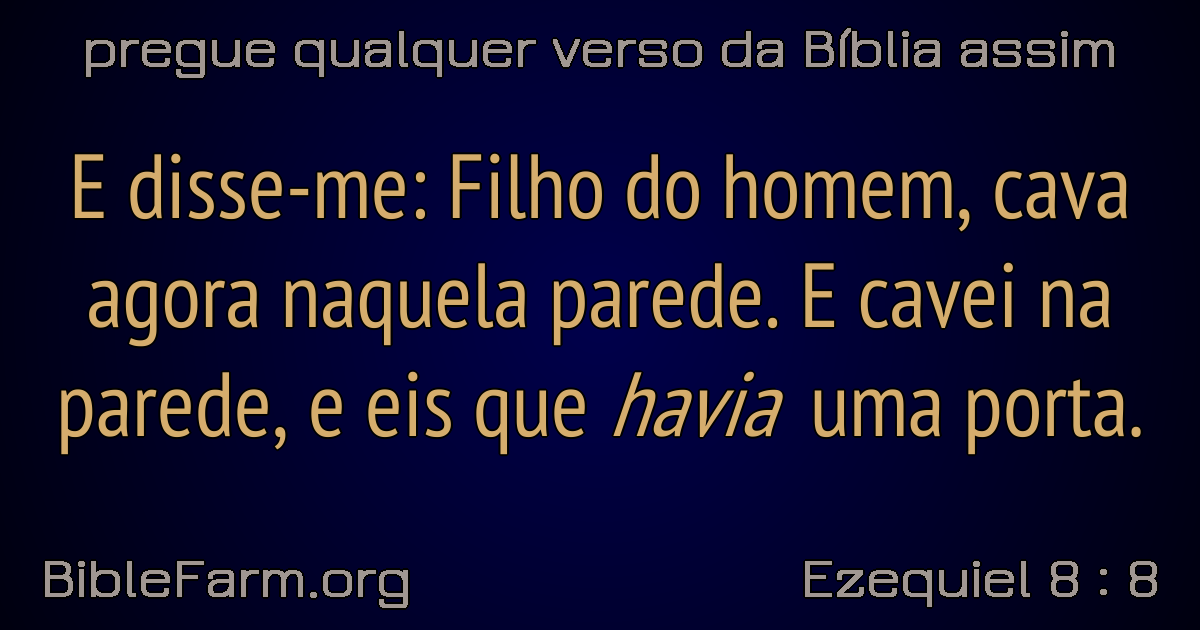 pregue qualquer verso da Bíblia assim
E disse-me: Filho do homem, cava
agora naquela parede. E cavei na
parede, e eis que havia uma porta.
BibleFarm.org
Ezequiel 8 : 8